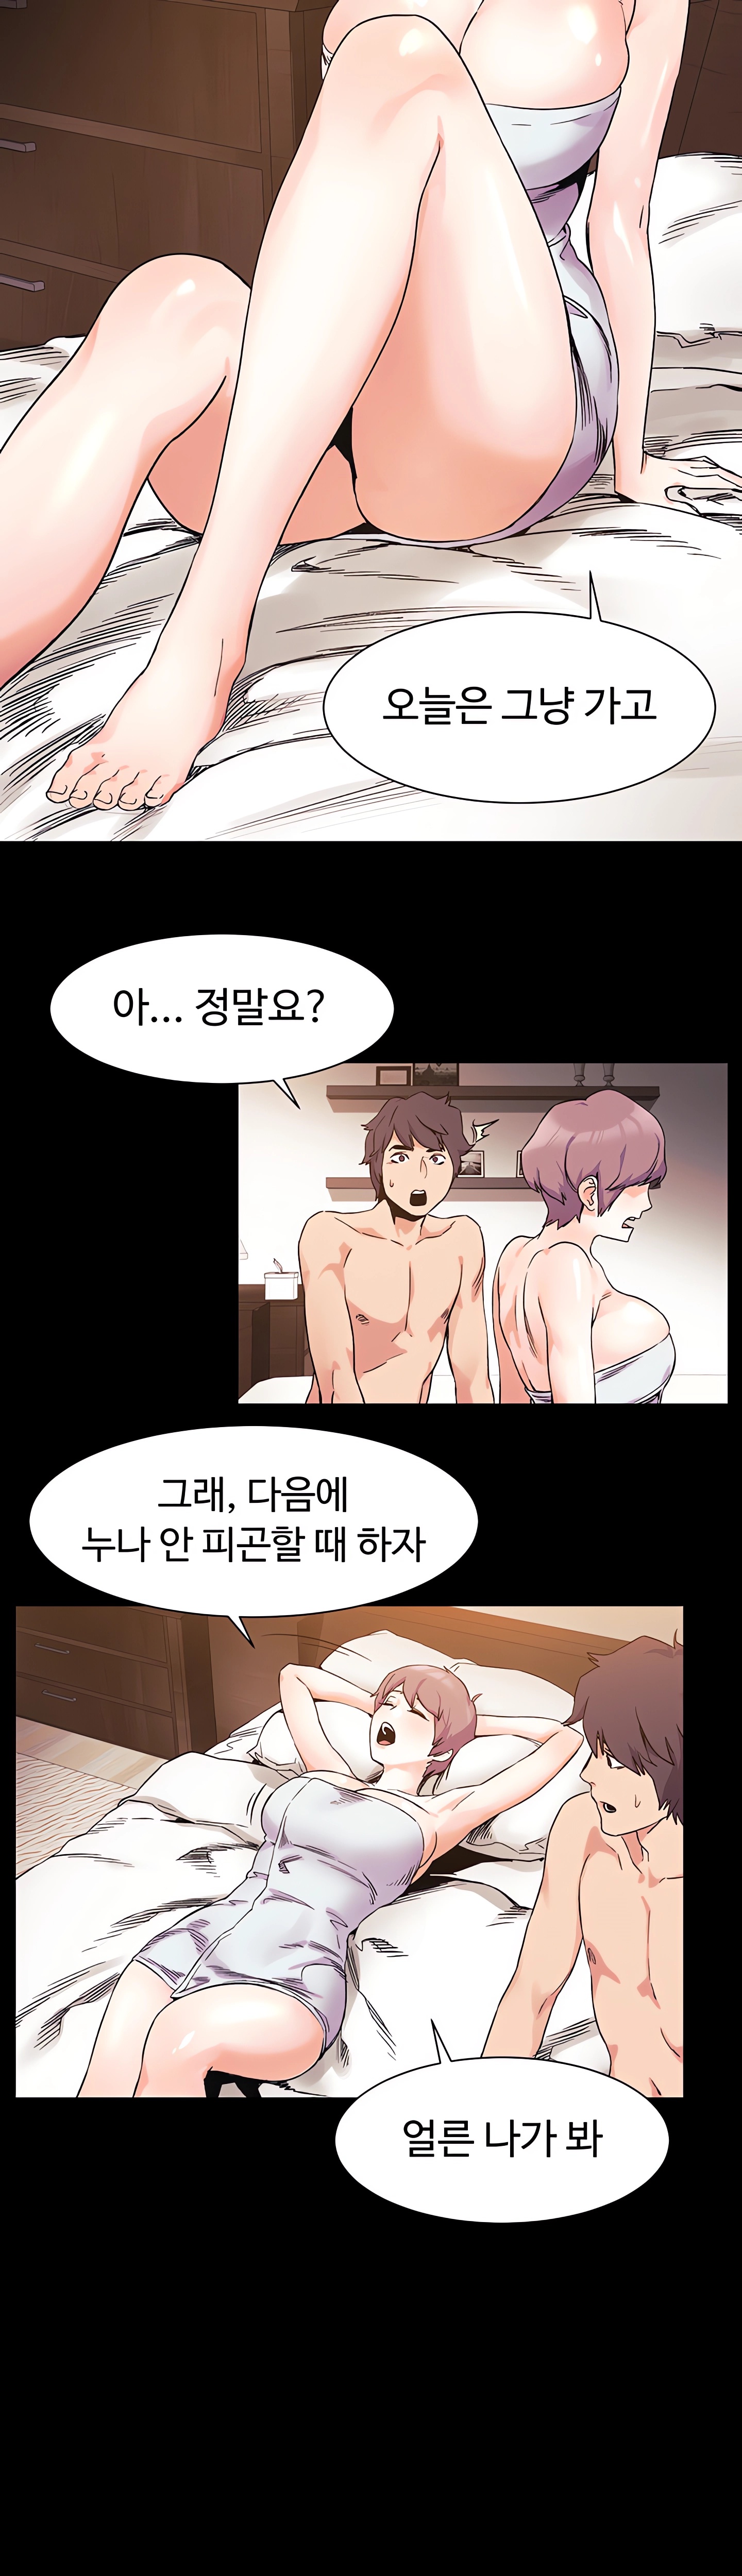 오늘은 그냥 가고
아... 정말요?
그래, 다음에
누나 안 피곤할 때 하자
얼른 나가 봐